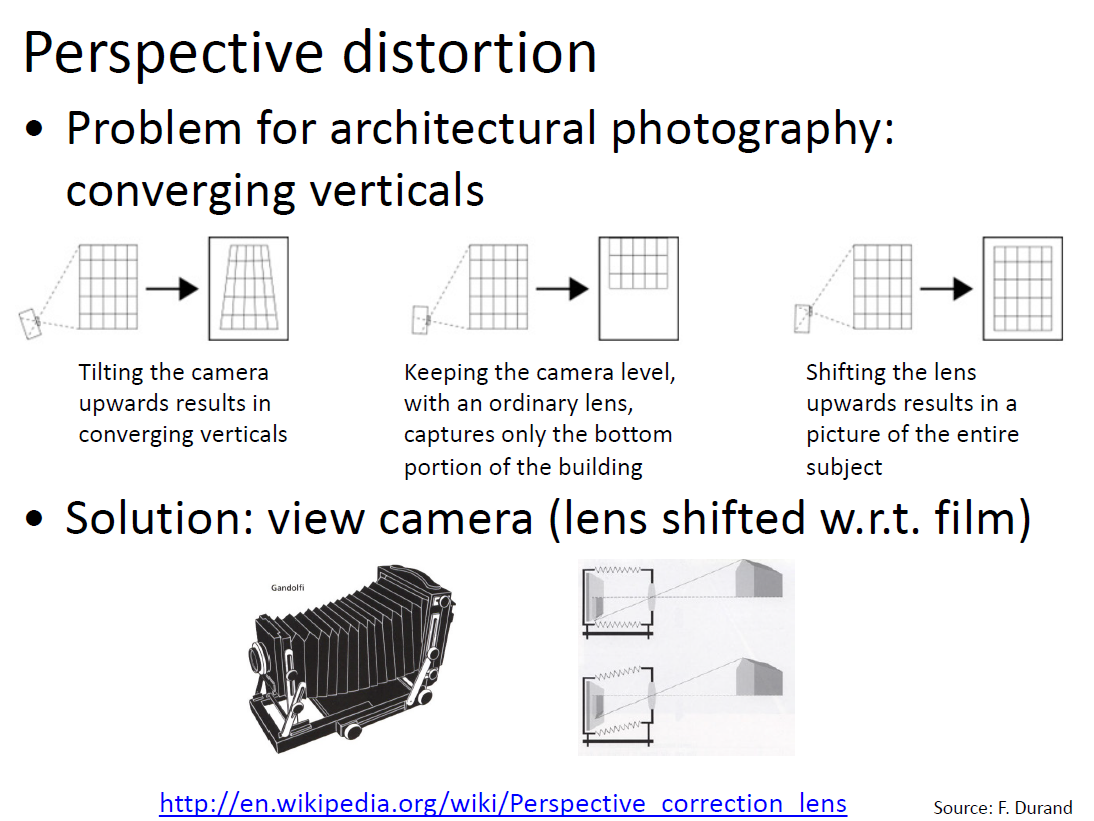 Perspective distortion
• Problem for architectural photography:
converging verticals
Tilting the camera
upwards results in
converging verticals
Keeping the camera level,
with an ordinary lens,
captures only the bottom
portion of the building
Shifting the lens
upwards results in a
picture of the entire
subject
• Solution: view camera (lens shifted w.r.t. film)
Gandolfi
http://en.wikipedia.org/wiki/Perspective_correction_lens
Source: F. Durand